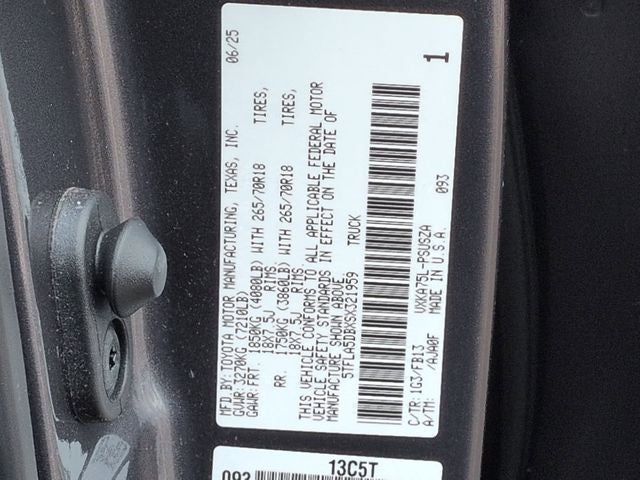 MFD.BY:TOYOTA MOTOR MANUFACTURING, TEXAS, INC. 06/25
GVWR: 3270KG (7210LB)
GAWR: FRT. 1850KG (4080LB) WITH 265/70R18 TIRES,
18X7.5J RIMS
RR. 1750KG (3860LB) WITH 265/70R18 TIRES,
18X7.5J RIMS
THIS VEHICLE CONFORMS TO ALL APPLICABLE FEDERAL MOTOR
VEHICLE SAFETY STANDARDS IN EFFECT ON THE DATE OF
MANUFACTURE SHOWN ABOVE.
5TFLA5DBXSX321959 TRUCK
C/TR:1G3/FB13 VXKA75L-PSUSZA 093
A/TM: /AJA0F MADE IN U.S.A.
1
093 13C5T